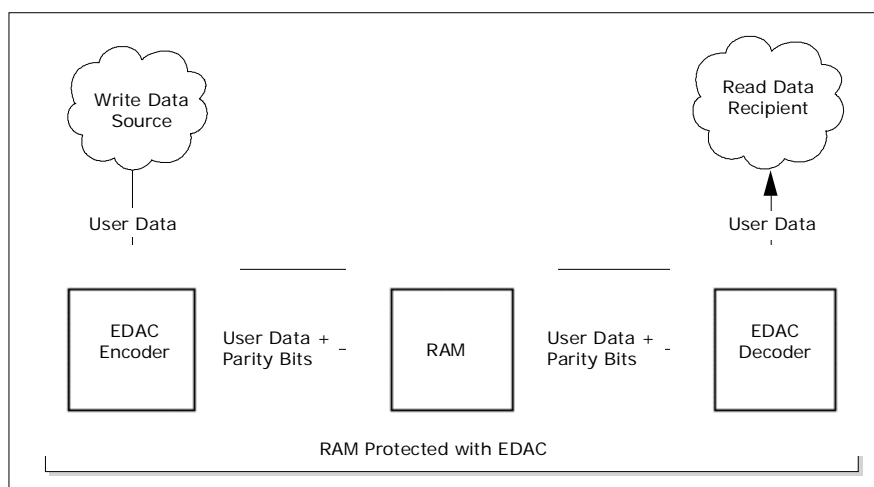 Write Data
Source
Read Data
Recipient
User Data
User Data
EDAC
Encoder
User Data +
Parity Bits
RAM
User Data +
Parity Bits
EDAC
Decoder
RAM Protected with EDAC